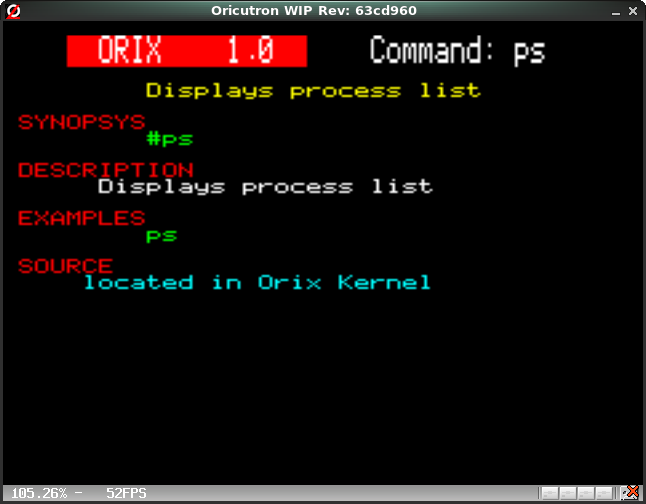 Oricutron WIP Rev: 63cd960
ORIX 1.0 Command: ps
Displays process list
SYNOPSYS
#ps
DESCRIPTION
Displays process list
EXAMPLES
ps
SOURCE
located in Orix Kernel
105.26% - 52FPS